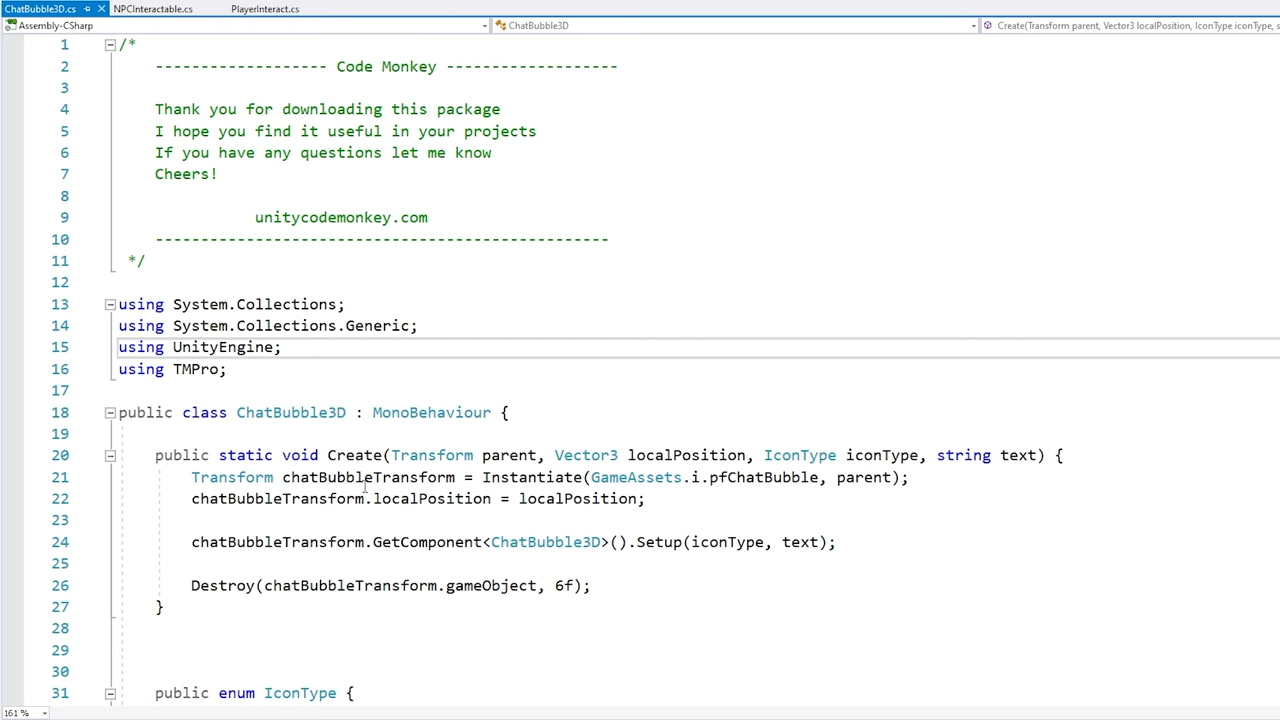 ChatBubble3D.cs
NPCInteractable.cs
PlayerInteract.cs
Assembly-CSharp
ChatBubble3D
Create(Transform parent, Vector3 localPosition, IconType iconType, s
1 /*
2 ------------------- Code Monkey -------------------
3
4 Thank you for downloading this package
5 I hope you find it useful in your projects
6 If you have any questions let me know
7 Cheers!
8
9 unitycodemonkey.com
10 --------------------------------------------------
11 */
12
13 using System.Collections;
14 using System.Collections.Generic;
15 using UnityEngine;
16 using TMPro;
17
18 public class ChatBubble3D : MonoBehaviour {
19
20 public static void Create(Transform parent, Vector3 localPosition, IconType iconType, string text) {
21 Transform chatBubbleTransform = Instantiate(GameAssets.i.pfChatBubble, parent);
22 chatBubbleTransform.localPosition = localPosition;
23
24 chatBubbleTransform.GetComponent<ChatBubble3D>().Setup(iconType, text);
25
26 Destroy(chatBubbleTransform.gameObject, 6f);
27 }
28
29
30
31 public enum IconType {
161 %